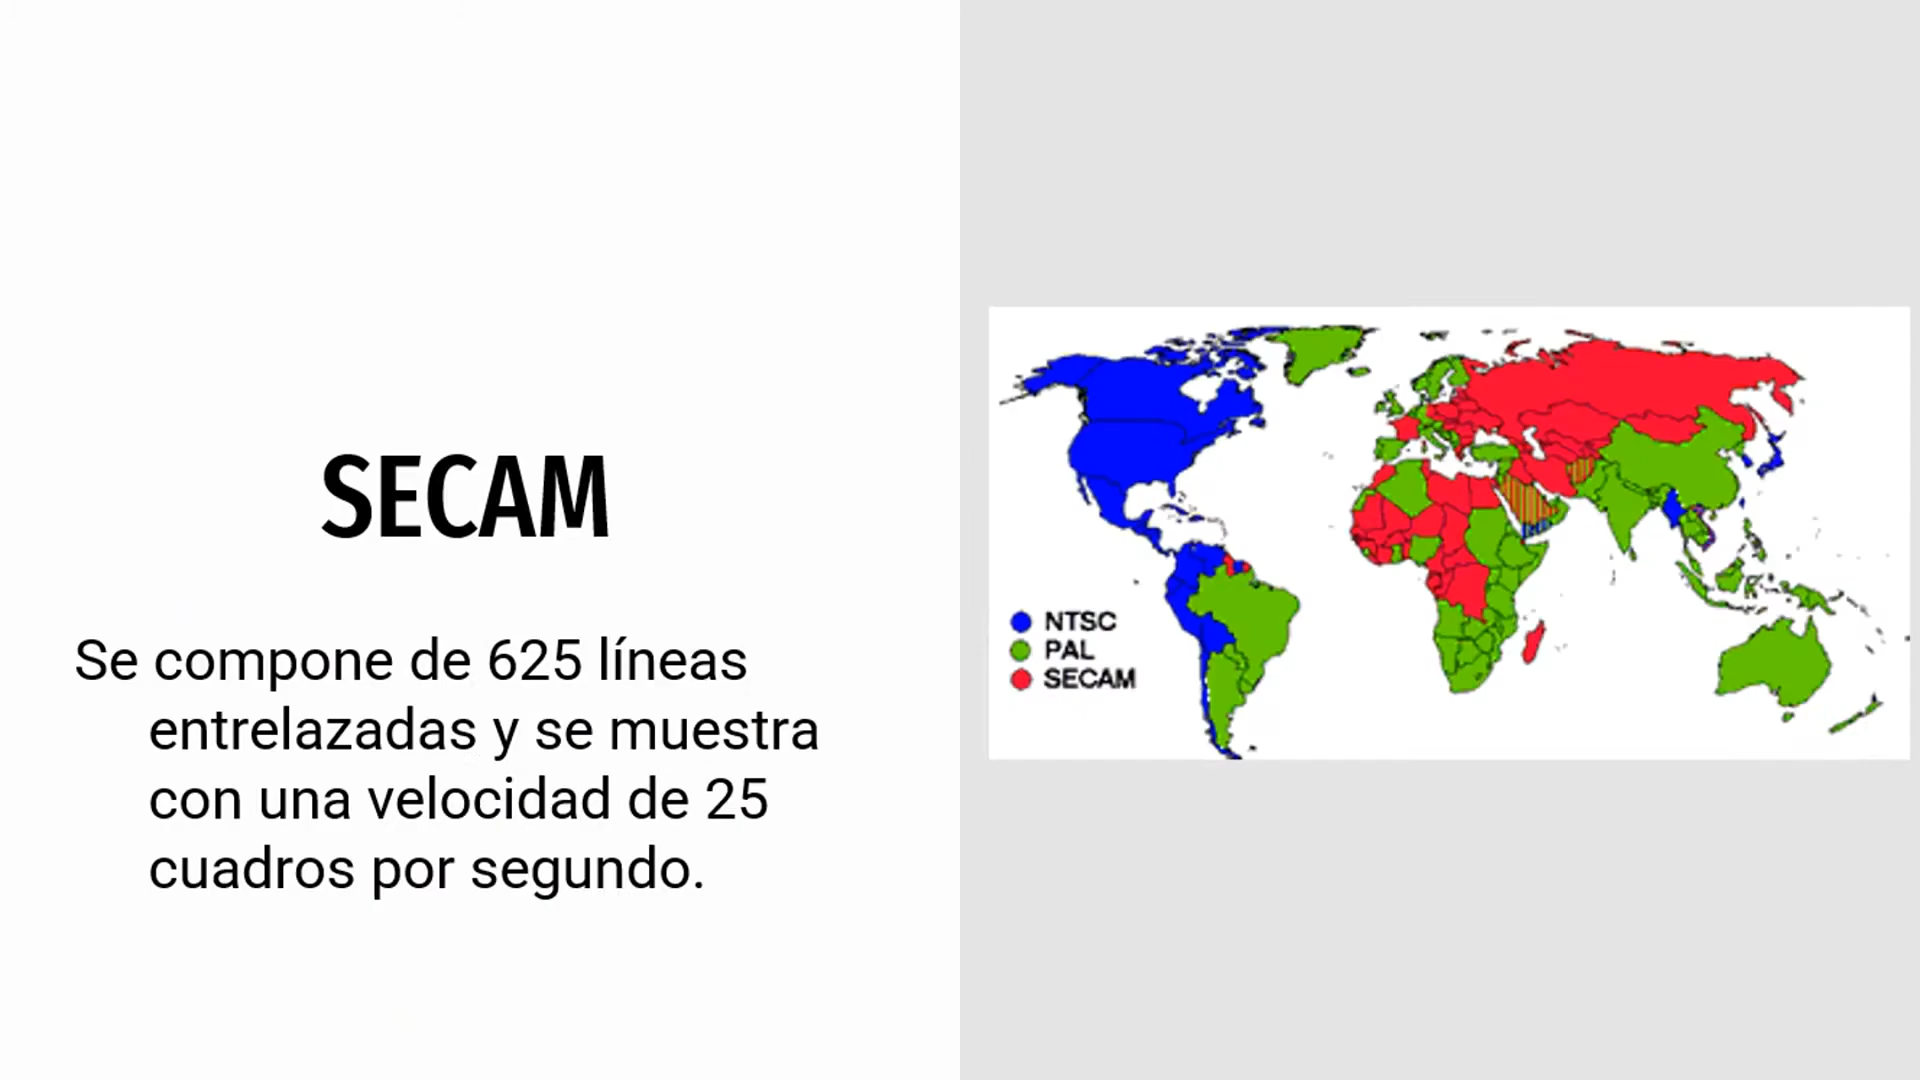 SECAM
Se compone de 625 líneas
entrelazadas y se muestra
con una velocidad de 25
cuadros por segundo.
NTSC
PAL
SECAM